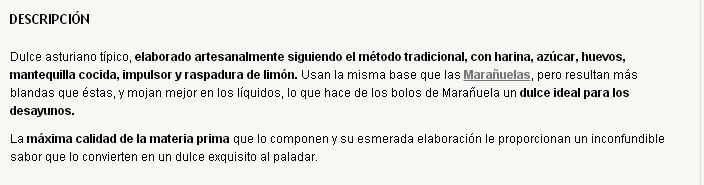 DESCRIPCIÓN
Dulce asturiano típico, elaborado artesanalmente siguiendo el método tradicional, con harina, azúcar, huevos,
mantequilla cocida, impulsor y raspadura de limón. Usan la misma base que las Marañuelas, pero resultan más
blandas que éstas, y mojan mejor en los líquidos, lo que hace de los bolos de Marañuela un dulce ideal para los
desayunos.
La máxima calidad de la materia prima que lo componen y su esmerada elaboración le proporcionan un inconfundible
sabor que lo convierten en un dulce exquisito al paladar.